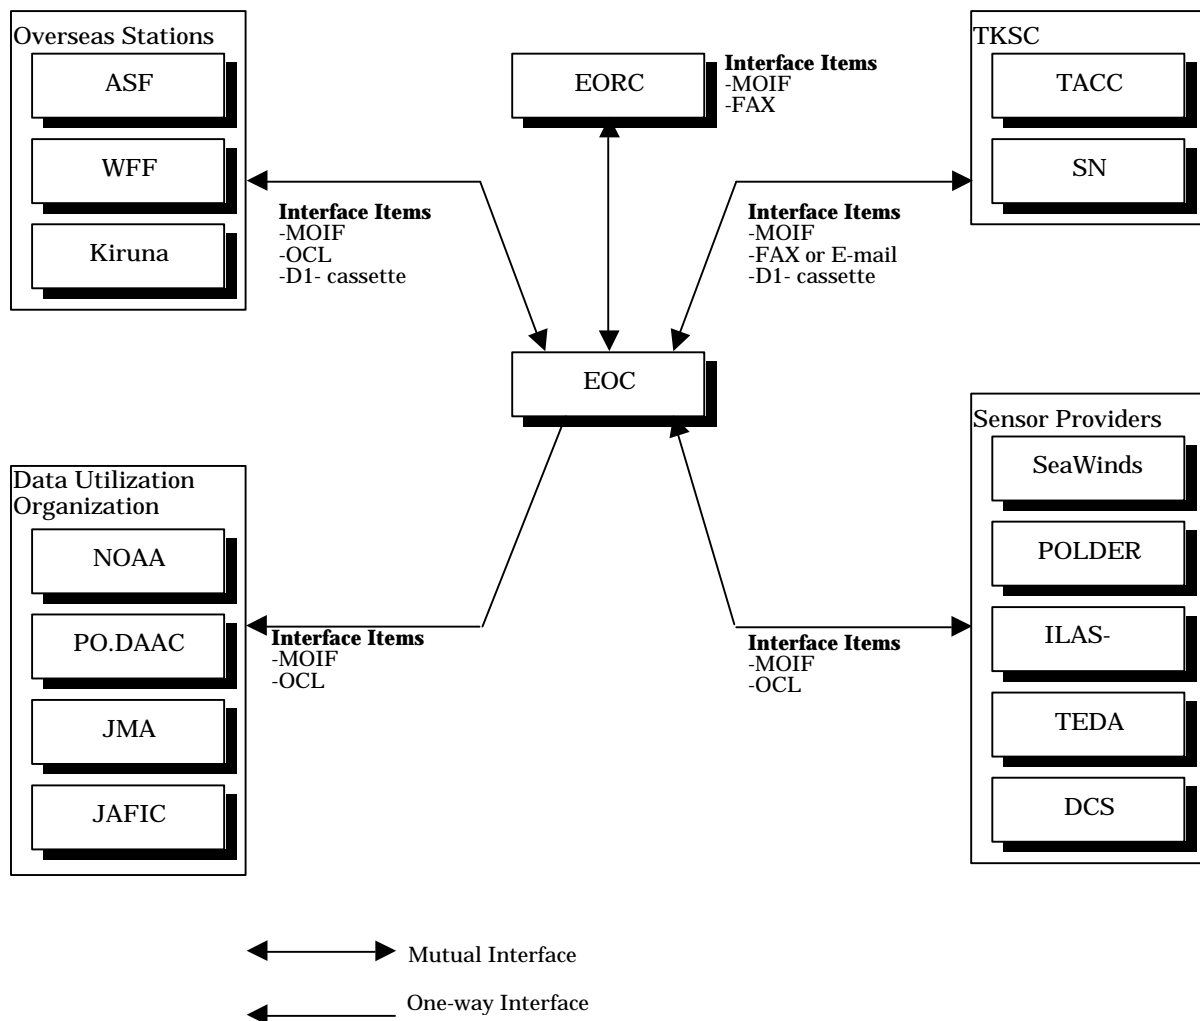 Overseas Stations
ASF
WFF
Kiruna
EORC
Interface Items
-MOIF
-FAX
TKSC
TACC
SN
Interface Items
-MOIF
-OCL
-D1- cassette
Interface Items
-MOIF
-FAX or E-mail
-D1- cassette
EOC
Data Utilization
Organization
NOAA
PO.DAAC
JMA
JAFIC
Interface Items
-MOIF
-OCL
Sensor Providers
SeaWinds
POLDER
ILAS-
TEDA
DCS
Interface Items
-MOIF
-OCL
Mutual Interface
One-way Interface